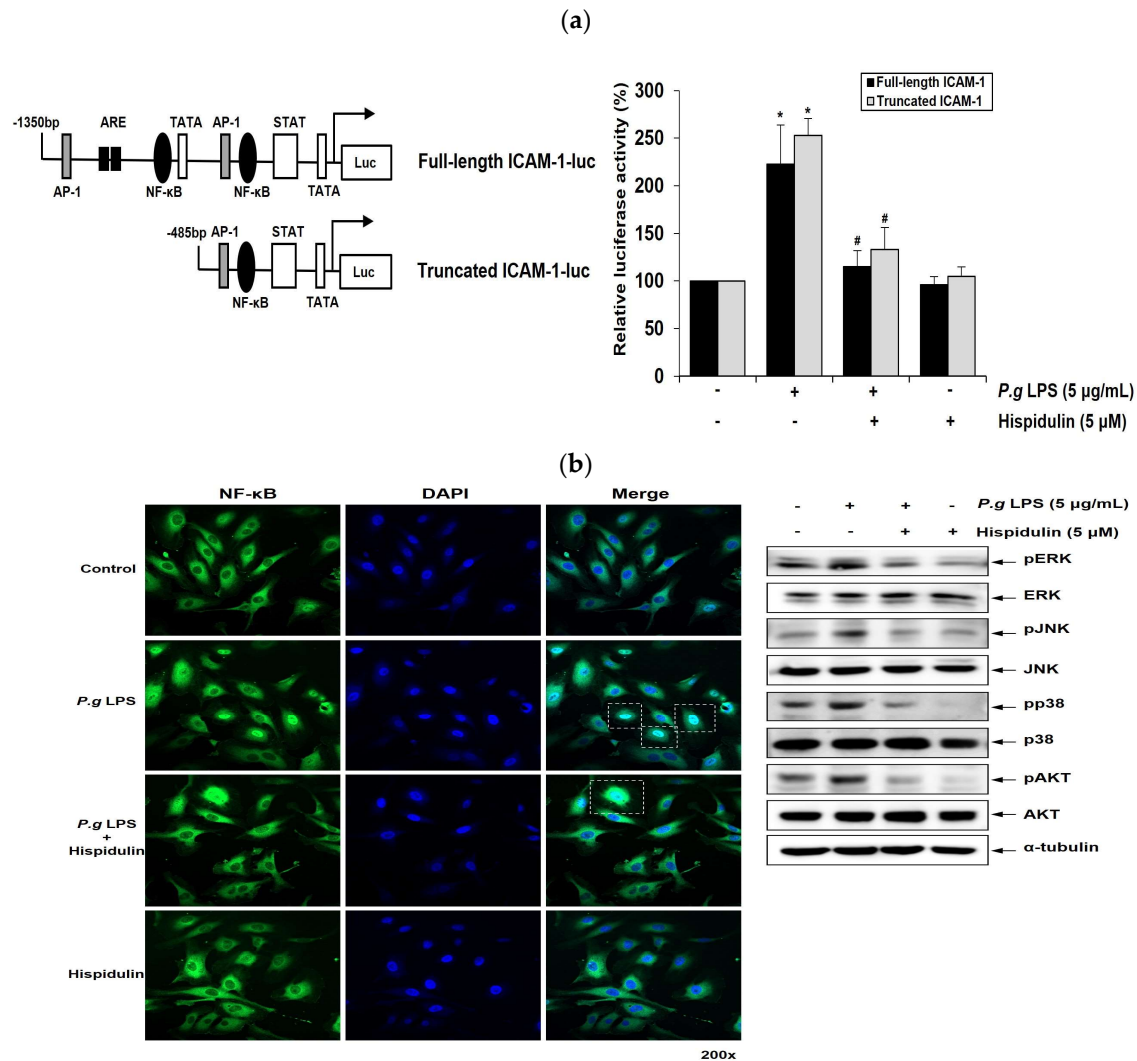 (a)
-1350bp
ARE
TATA
AP-1
STAT
AP-1
NF-κB
NF-κB
TATA
Luc
Full-length ICAM-1-luc
-485bp
AP-1
STAT
NF-κB
TATA
Luc
Truncated ICAM-1-luc
Relative luciferase activity (%)
300
250
200
150
100
50
0
Full-length ICAM-1
Truncated ICAM-1
* *
# #
- + + - P.g LPS (5 μg/mL)
- - + + Hispidulin (5 μM)
(b)
NF-κB DAPI Merge
Control
P.g LPS
P.g LPS
+
Hispidulin
Hispidulin
200x
- + + - P.g LPS (5 μg/mL)
- - + + Hispidulin (5 μM)
pERK
ERK
pJNK
JNK
pp38
p38
pAKT
AKT
α-tubulin